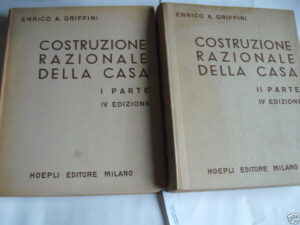 ENRICO A. GRIFFINI
COSTRUZIONE
RAZIONALE
DELLA CASA
I PARTE
IV EDIZIONE
HOEPLI EDITORE MILANO
ENRICO A. GRIFFINI
COSTRUZIONE
RAZIONALE
DELLA CASA
II PARTE
IV EDIZIONE
HOEPLI EDITORE MILANO